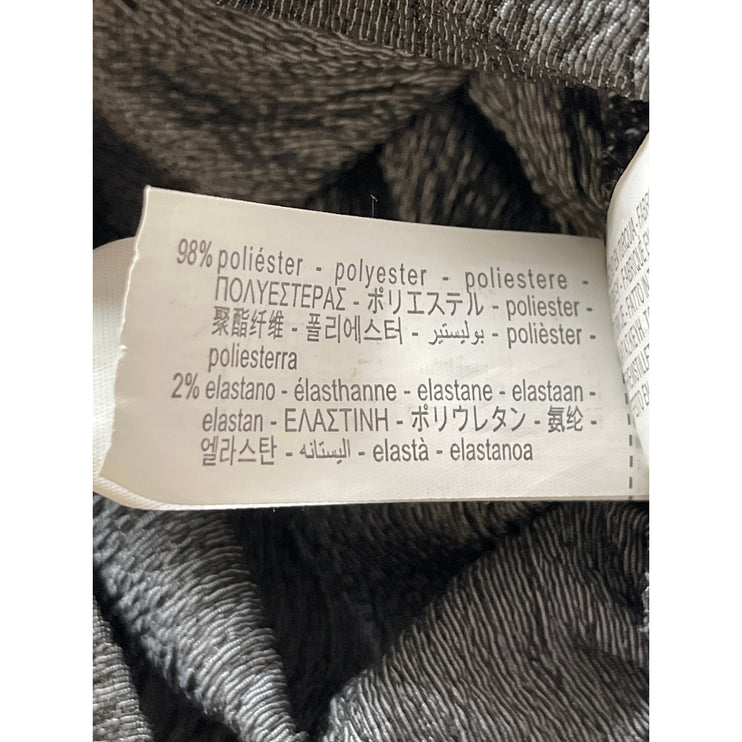 98% poliéster - polyester - poliestere -
ΠΟΛΥΕΣΤΕΡΑΣ - ポリエステル - poliester -
聚酯纤维 - 폴리에스터 - بوليستير - polièster -
poliesterra
2% elastano - élasthanne - elastane - elastaan -
elastan - ΕΛΑΣΤΙΝΗ - ポリウレタン - 氨纶 -
엘라스탄 - اليستانه - elastà - elastanoa